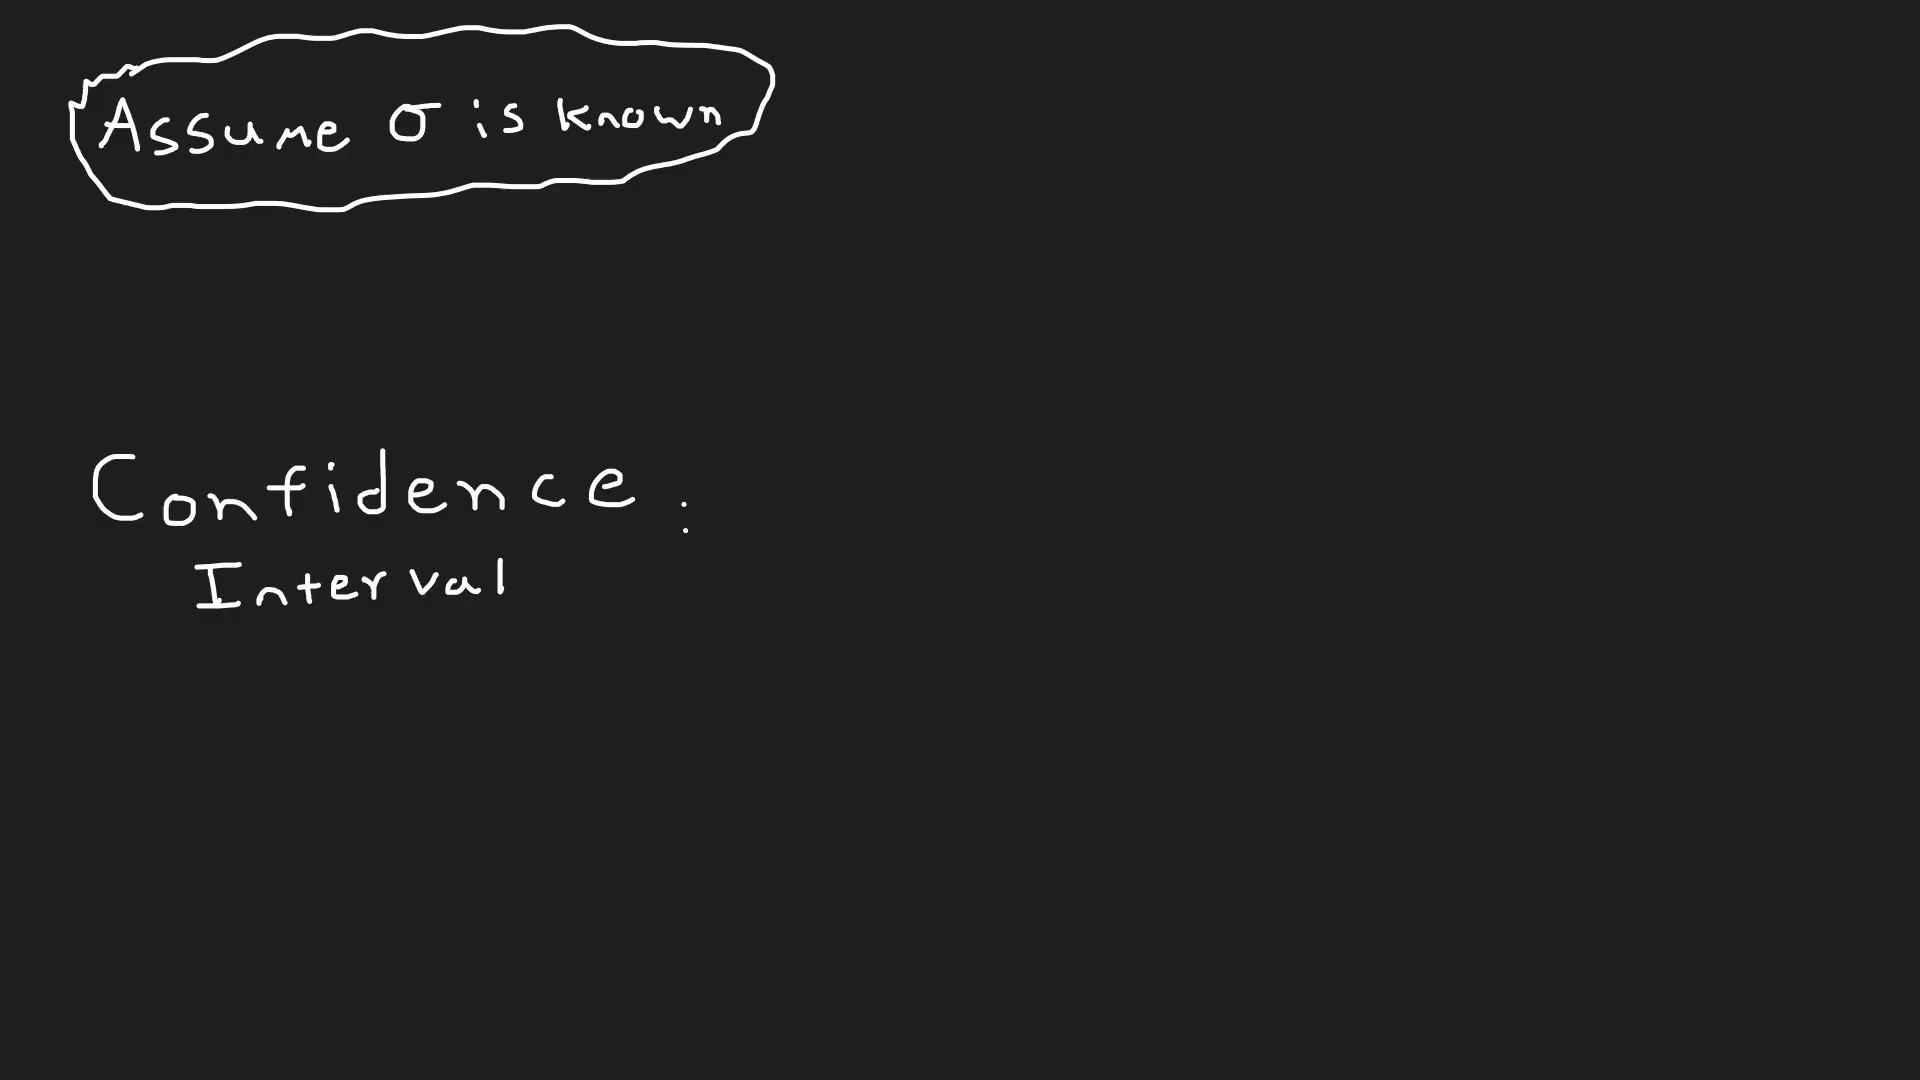 Assume σ is known
Confidence :
Interval